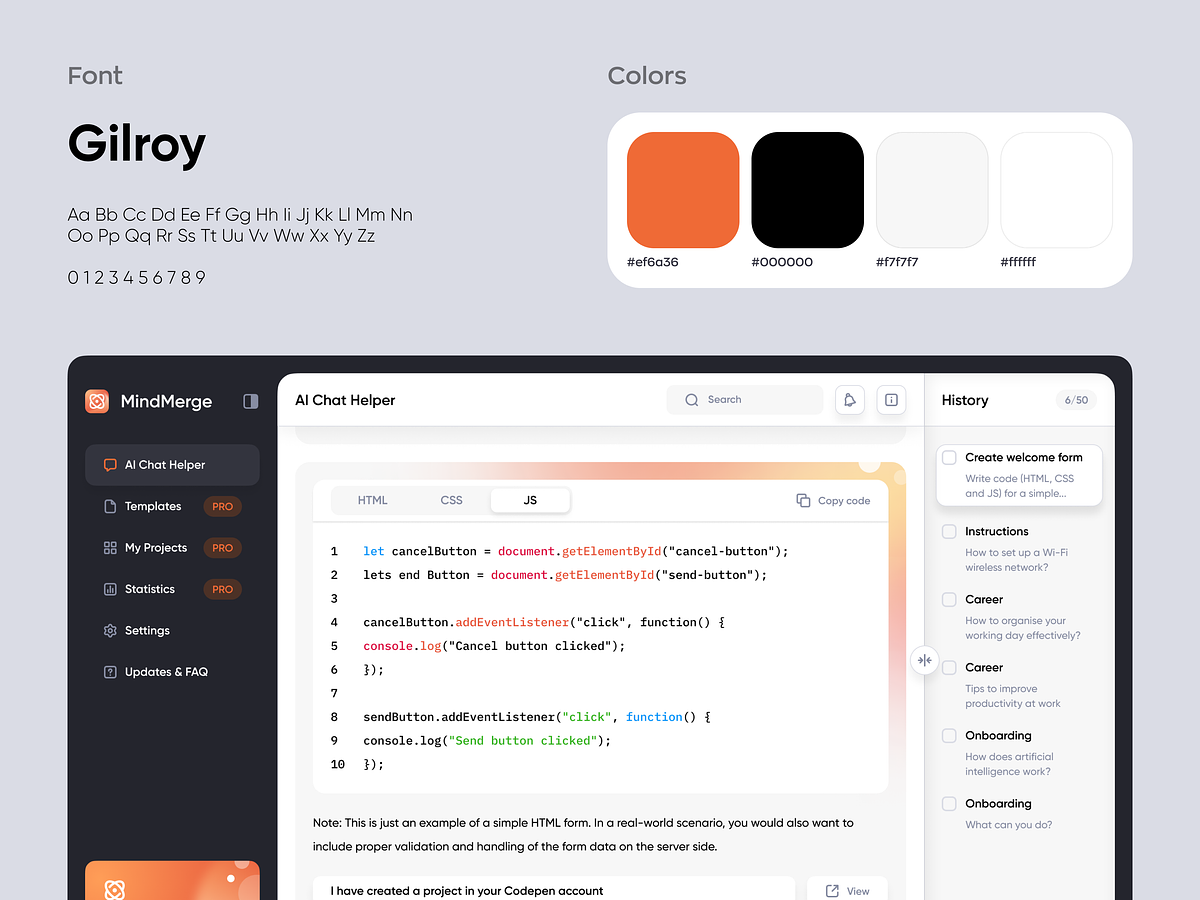 Font
Gilroy
Aa Bb Cc Dd Ee Ff Gg Hh Ii Jj Kk Ll Mm Nn
Oo Pp Qq Rr Ss Tt Uu Vv Ww Xx Yy Zz
0 1 2 3 4 5 6 7 8 9
Colors
#ef6a36
#000000
#f7f7f7
#ffffff
MindMerge
AI Chat Helper
Templates PRO
My Projects PRO
Statistics PRO
Settings
Updates & FAQ
AI Chat Helper
Search
HTML CSS JS
Copy code
1 let cancelButton = document.getElementById("cancel-button");
2 lets end Button = document.getElementById("send-button");
3
4 cancelButton.addEventListener("click", function() {
5 console.log("Cancel button clicked");
6 });
7
8 sendButton.addEventListener("click", function() {
9 console.log("Send button clicked");
10 });
Note: This is just an example of a simple HTML form. In a real-world scenario, you would also want to
include proper validation and handling of the form data on the server side.
I have created a project in your Codepen account
View
History
6/50
Create welcome form
Write code (HTML, CSS
and JS) for a simple...
Instructions
How to set up a Wi-Fi
wireless network?
Career
How to organise your
working day effectively?
Career
Tips to improve
productivity at work
Onboarding
How does artificial
intelligence work?
Onboarding
What can you do?